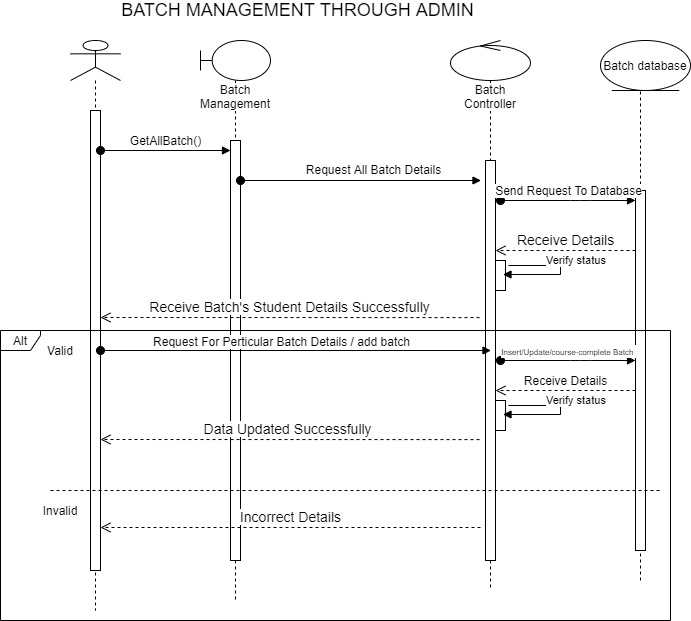 BATCH MANAGEMENT THROUGH ADMIN
Batch database
Batch
Management
Batch
Controller
GetAllBatch()
Request All Batch Details
Send Request To Database
Receive Details
Verify status
Receive Batch's Student Details Successfully
Alt
Valid
Request For Perticular Batch Details / add batch
Insert/Update/course-complete Batch
Receive Details
Verify status
Data Updated Successfully
Invalid
Incorrect Details